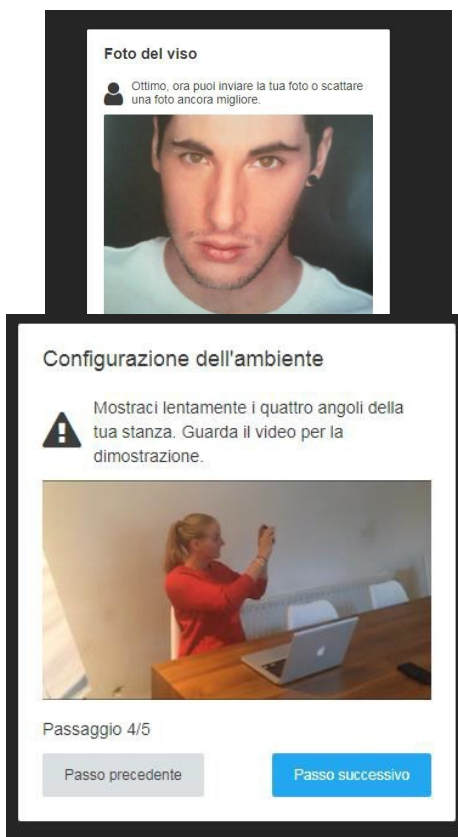 Foto del viso
Ottimo, ora puoi inviare la tua foto o scattare
una foto ancora migliore.
Configurazione dell'ambiente
Mostraci lentamente i quattro angoli della
tua stanza. Guarda il video per la
dimostrazione.
Passaggio 4/5
Passo precedente
Passo successivo